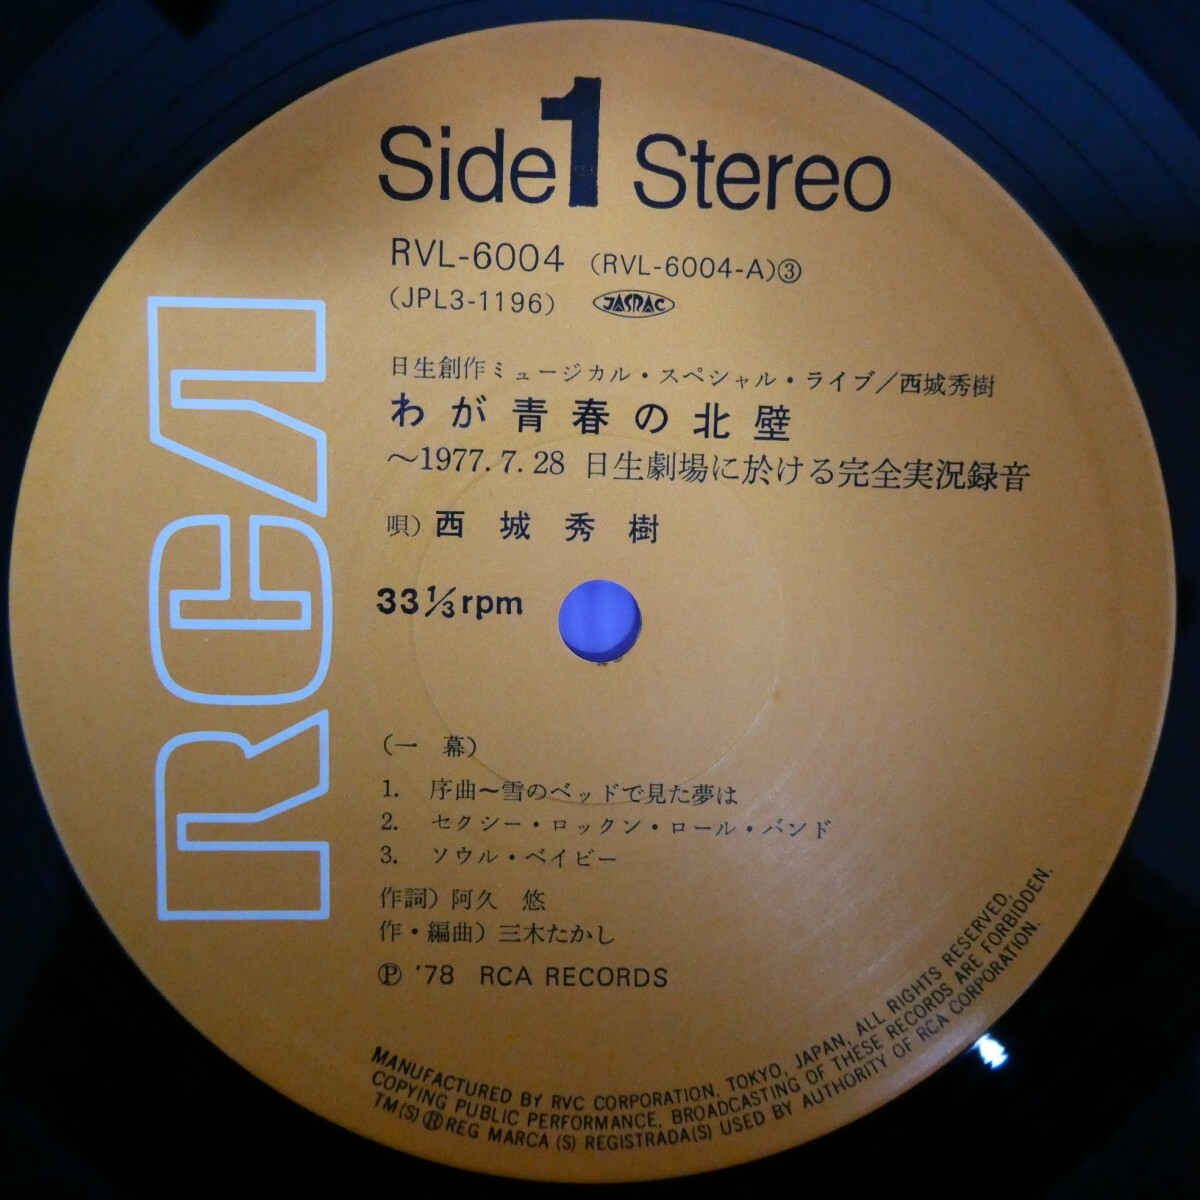 Side 1 Stereo
RVL-6004 (RVL-6004-A)③
(JPL3-1196) JASRAC
日生創作ミュージカル・スペシャル・ライブ/西城秀樹
わが青春の北壁
～1977.7.28 日生劇場に於ける完全実況録音
唄) 西城秀樹
33 1/3 rpm
RCA
(一 幕)
1. 序曲～雪のベッドで見た夢は
2. セクシー・ロックン・ロール・バンド
3. ソウル・ベイビー
作詞) 阿久 悠
作・編曲) 三木たかし
Ⓟ '78 RCA RECORDS
MANUFACTURED BY RVC CORPORATION, TOKYO, JAPAN, ALL RIGHTS RESERVED.
COPYING PUBLIC PERFORMANCE, BROADCASTING OF THESE RECORDS ARE FORBIDDEN.
TM(S) ® REG MARCA (S) REGISTRADA(S) USED BY AUTHORITY OF RCA CORPORATION.